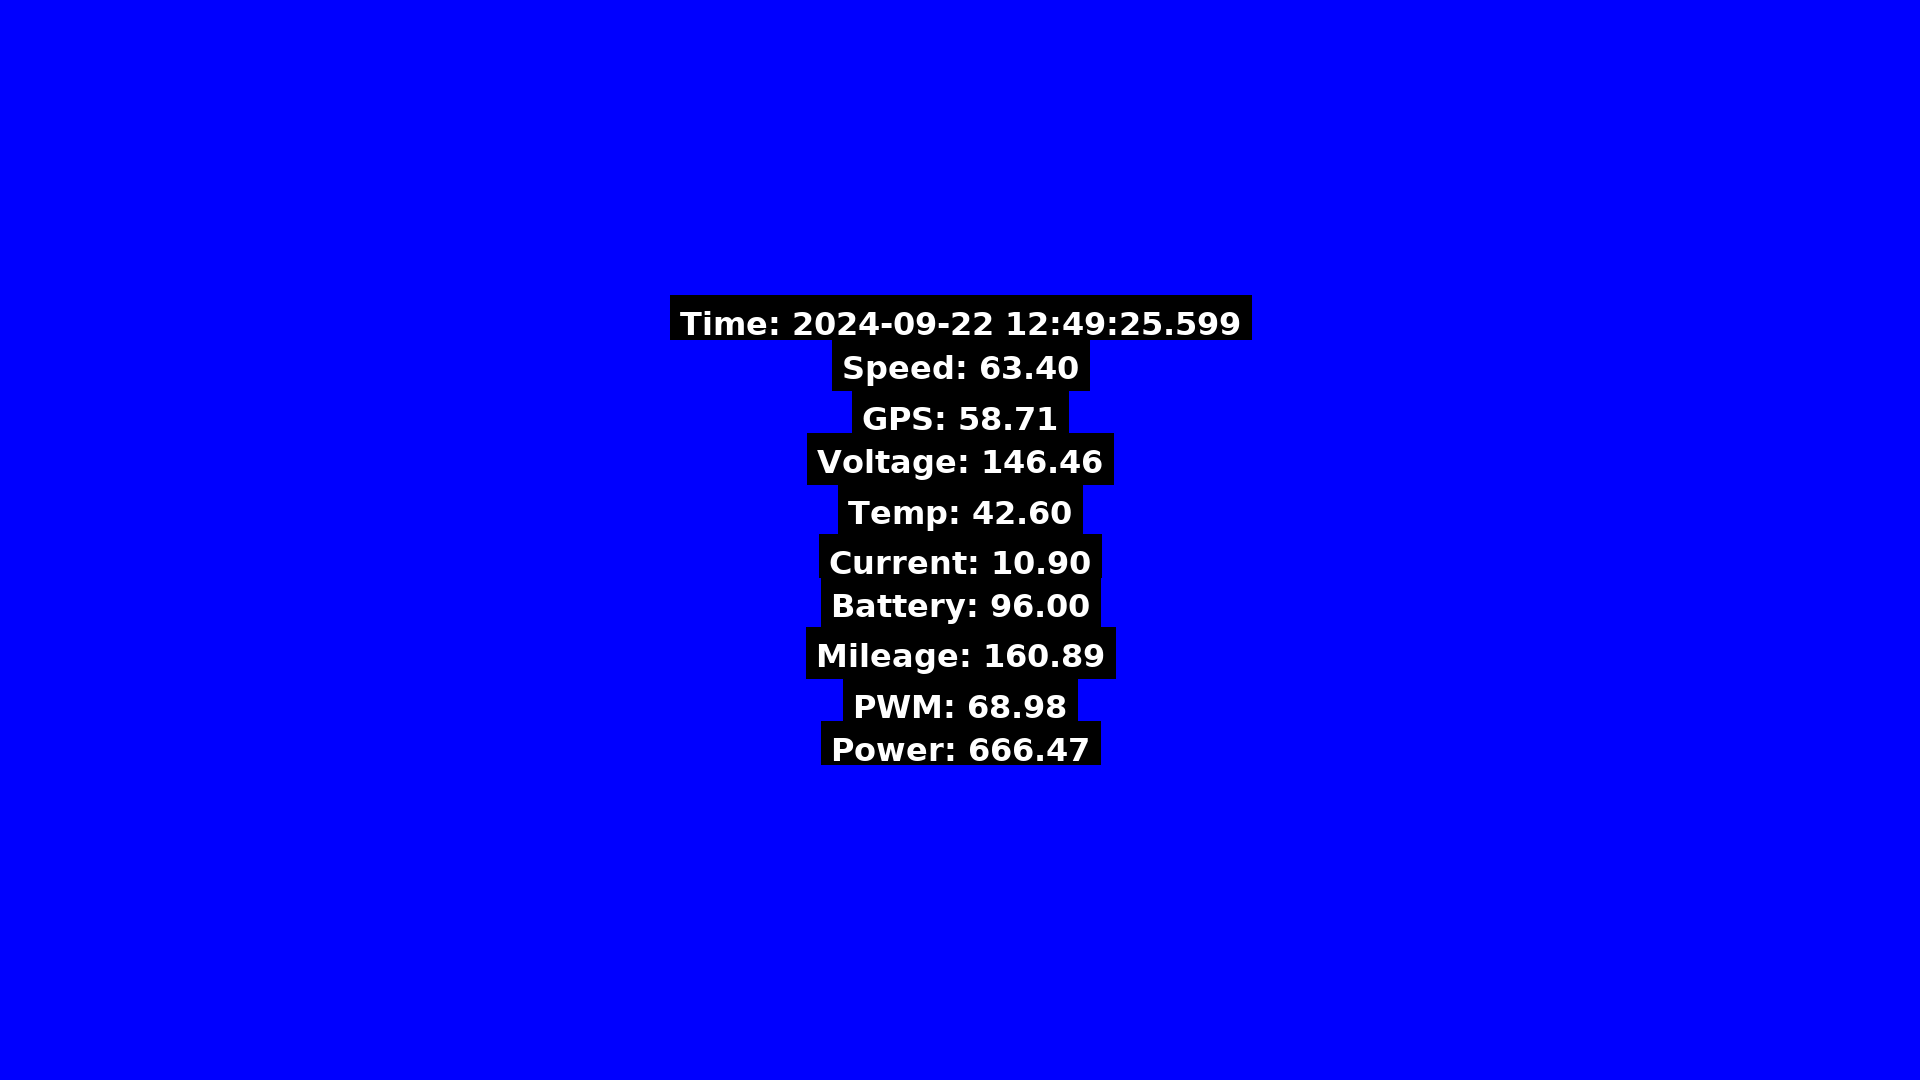 Time: 2024-09-22 12:49:25.599
Speed: 63.40
GPS: 58.71
Voltage: 146.46
Temp: 42.60
Current: 10.90
Battery: 96.00
Mileage: 160.89
PWM: 68.98
Power: 666.47